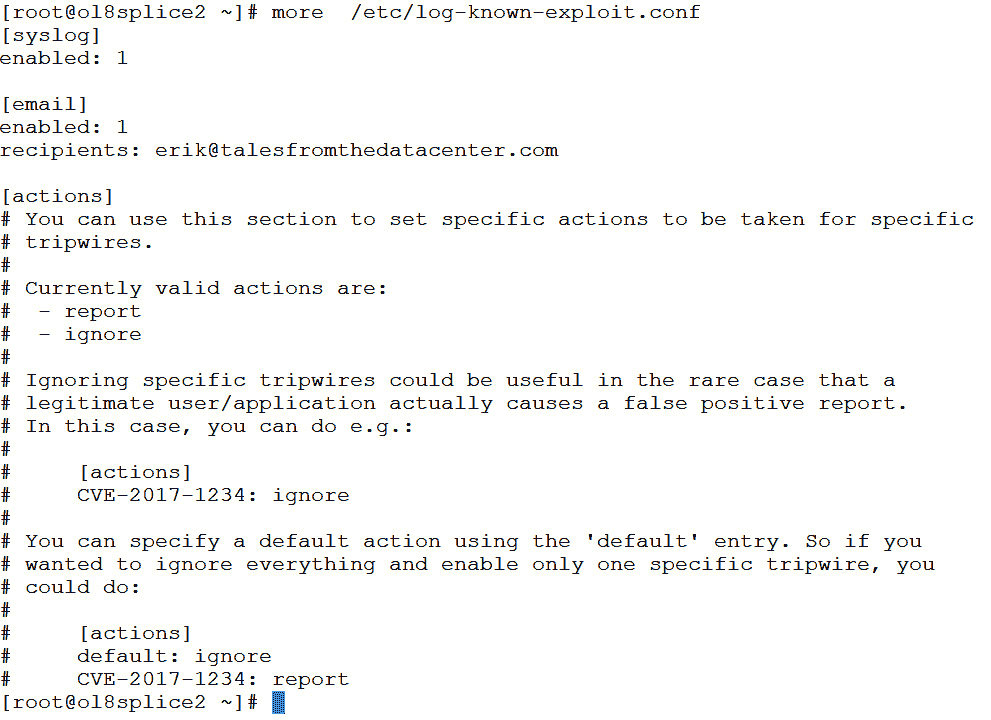 [root@ol8splice2 ~]# more  /etc/log-known-exploit.conf
[syslog]
enabled: 1

[email]
enabled: 1
recipients: erik@talesfromthedatacenter.com

[actions]
# You can use this section to set specific actions to be taken for specific
# tripwires.
#
# Currently valid actions are:
#  - report
#  - ignore
#
# Ignoring specific tripwires could be useful in the rare case that a
# legitimate user/application actually causes a false positive report.
# In this case, you can do e.g.:
#
#     [actions]
#     CVE-2017-1234: ignore
#
# You can specify a default action using the 'default' entry. So if you
# wanted to ignore everything and enable only one specific tripwire, you
# could do:
#
#     [actions]
#     default: ignore
#     CVE-2017-1234: report
[root@ol8splice2 ~]#